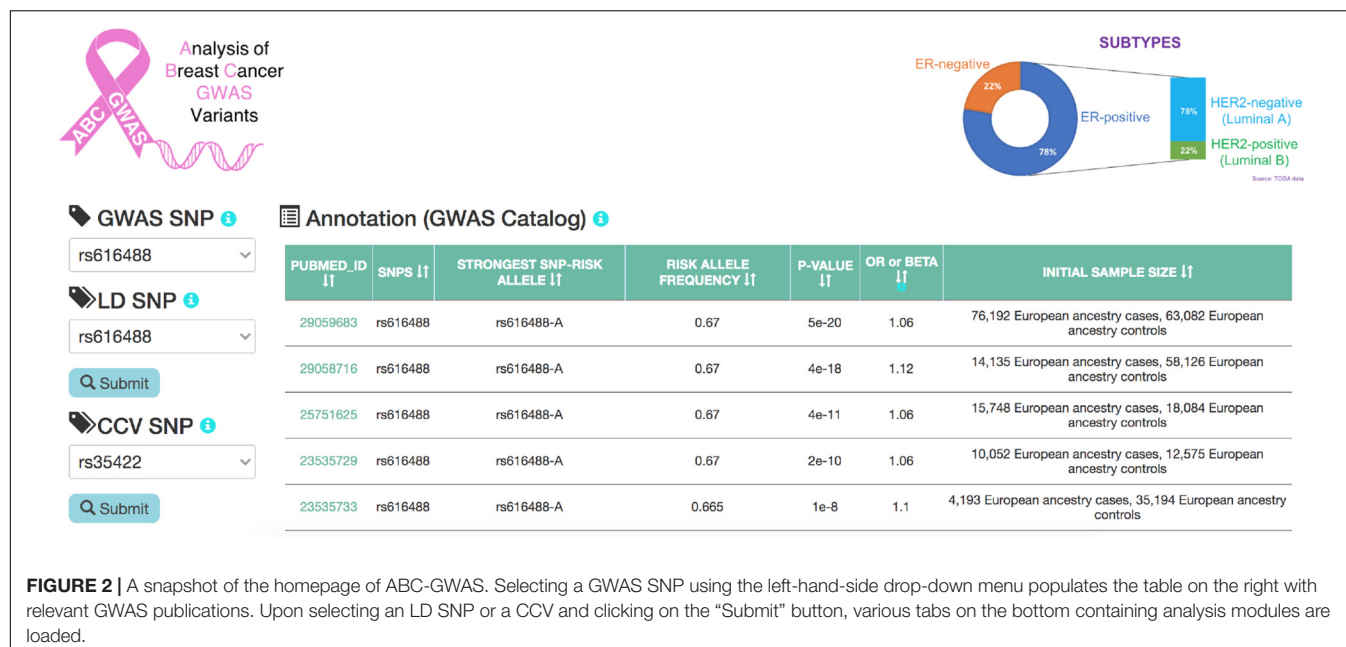 Analysis of
Breast Cancer
GWAS
Variants
ABC GWAS
SUBTYPES
ER-negative
22%
ER-positive
78%
78%
HER2-negative
(Luminal A)
22%
HER2-positive
(Luminal B)
Source: TCGA data
GWAS SNP
rs616488
LD SNP
rs616488
Submit
CCV SNP
rs35422
Submit
Annotation (GWAS Catalog)
PUBMED_ID SNPS STRONGEST SNP-RISK ALLELE RISK ALLELE FREQUENCY P-VALUE OR or BETA INITIAL SAMPLE SIZE
29059683 rs616488 rs616488-A 0.67 5e-20 1.06 76,192 European ancestry cases, 63,082 European
ancestry controls
29058716 rs616488 rs616488-A 0.67 4e-18 1.12 14,135 European ancestry cases, 58,126 European
ancestry controls
25751625 rs616488 rs616488-A 0.67 4e-11 1.06 15,748 European ancestry cases, 18,084 European
ancestry controls
23535729 rs616488 rs616488-A 0.67 2e-10 1.06 10,052 European ancestry cases, 12,575 European
ancestry controls
23535733 rs616488 rs616488-A 0.665 1e-8 1.1 4,193 European ancestry cases, 35,194 European ancestry
controls
FIGURE 2 | A snapshot of the homepage of ABC-GWAS. Selecting a GWAS SNP using the left-hand-side drop-down menu populates the table on the right with
relevant GWAS publications. Upon selecting an LD SNP or a CCV and clicking on the “Submit” button, various tabs on the bottom containing analysis modules are
loaded.